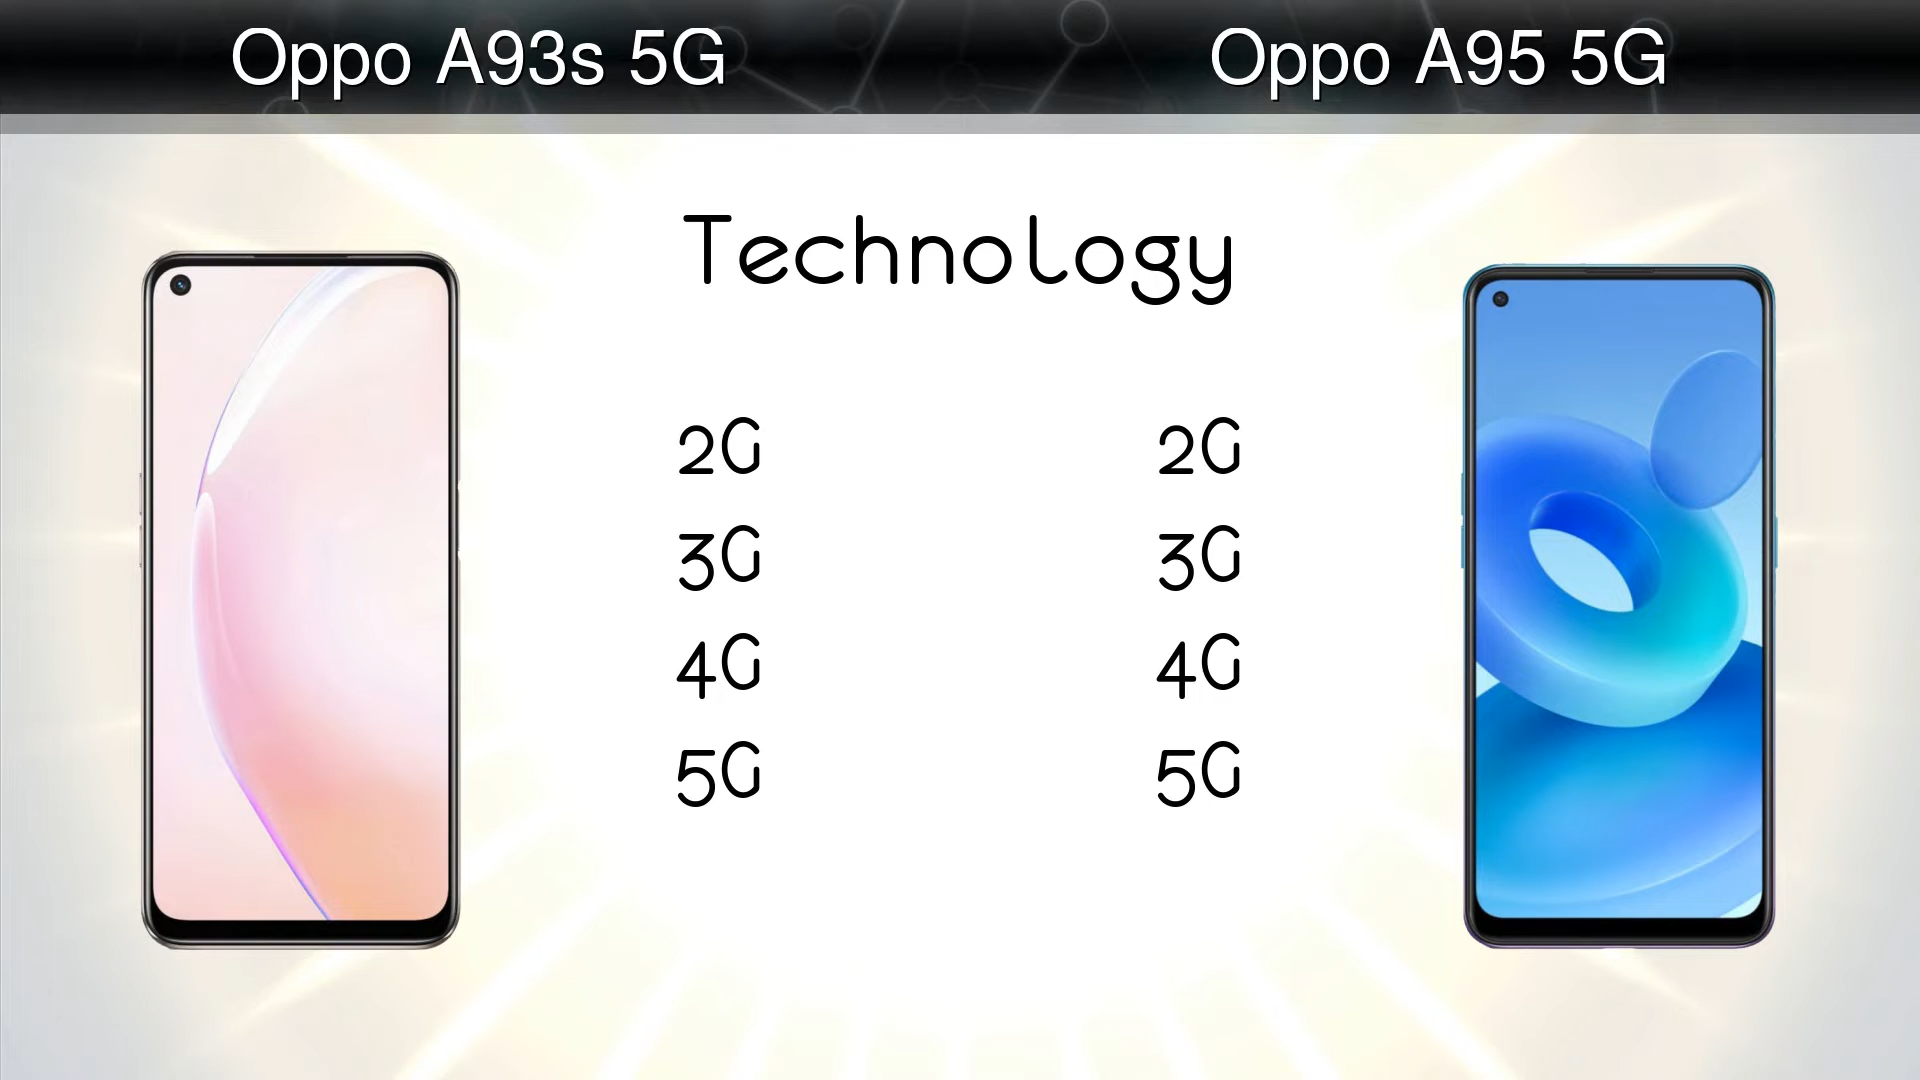 Oppo A93s 5G Oppo A95 5G
Technology
2G 2G
3G 3G
4G 4G
5G 5G